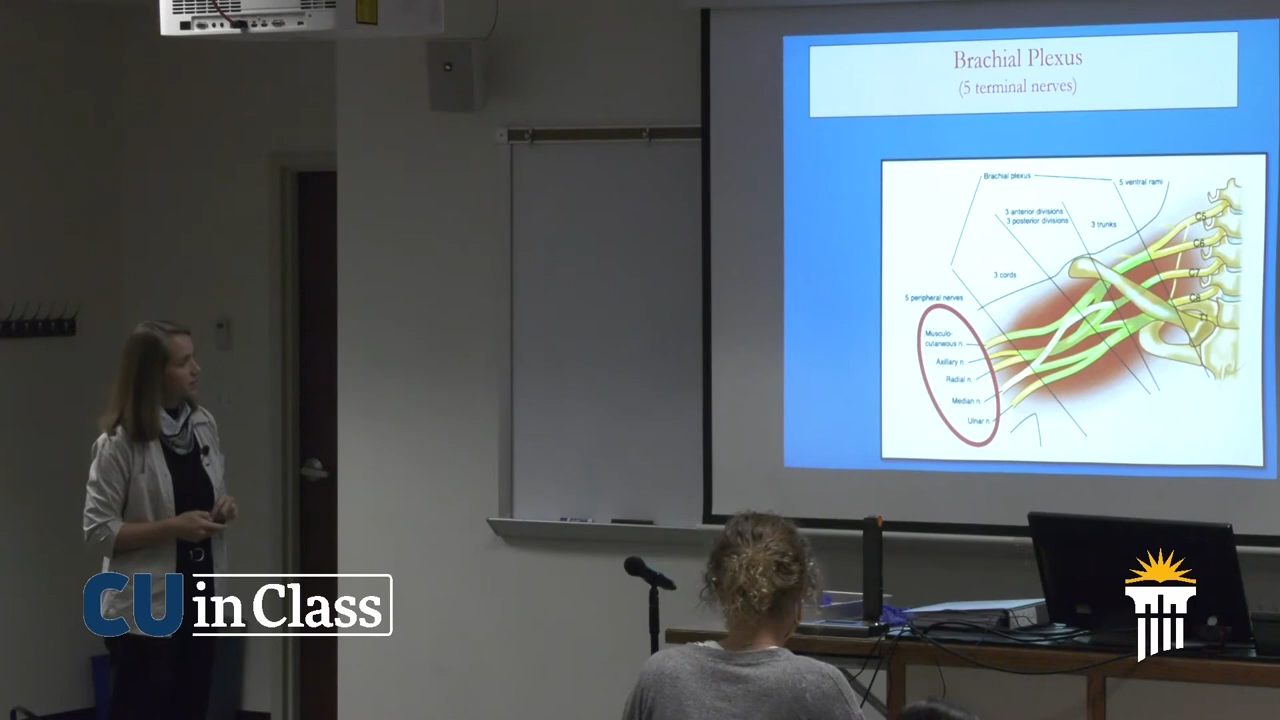 Brachial Plexus
(5 terminal nerves)
Brachial plexus
5 ventral rami
3 anterior divisions
3 posterior divisions
3 trunks
C5
C6
3 cords
C7
5 peripheral nerves
C8
T1
Musculo-
cutaneous n.
Axillary n.
Radial n.
Median n.
Ulnar n.
CU in Class